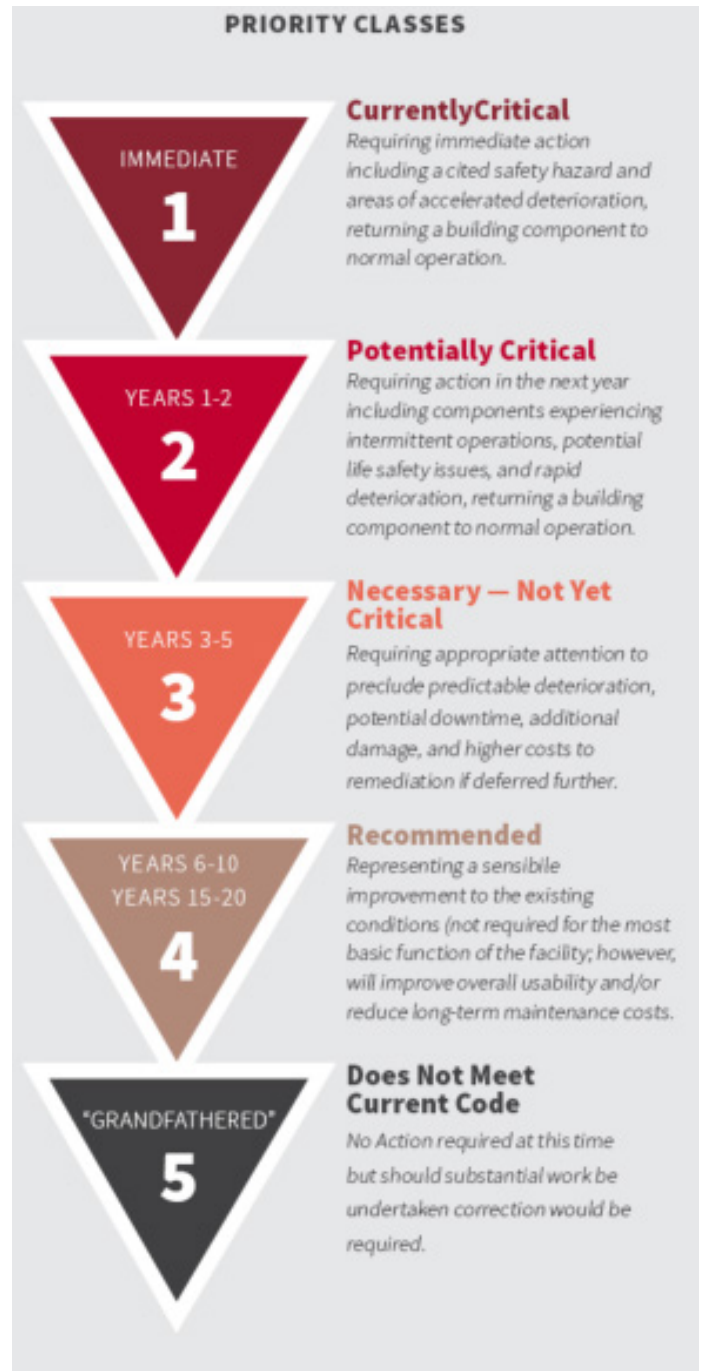 PRIORITY CLASSES
IMMEDIATE
1
CurrentlyCritical
Requiring immediate action
including a cited safety hazard and
areas of accelerated deterioration,
returning a building component to
normal operation.
YEARS 1-2
2
Potentially Critical
Requiring action in the next year
including components experiencing
intermittent operations, potential
life safety issues, and rapid
deterioration, returning a building
component to normal operation.
YEARS 3-5
3
Necessary — Not Yet
Critical
Requiring appropriate attention to
preclude predictable deterioration,
potential downtime, additional
damage, and higher costs to
remediation if deferred further.
YEARS 6-10
YEARS 15-20
4
Recommended
Representing a sensibile
improvement to the existing
conditions (not required for the most
basic function of the facility; however,
will improve overall usability and/or
reduce long-term maintenance costs.
"GRANDFATHERED"
5
Does Not Meet
Current Code
No Action required at this time
but should substantial work be
undertaken correction would be
required.